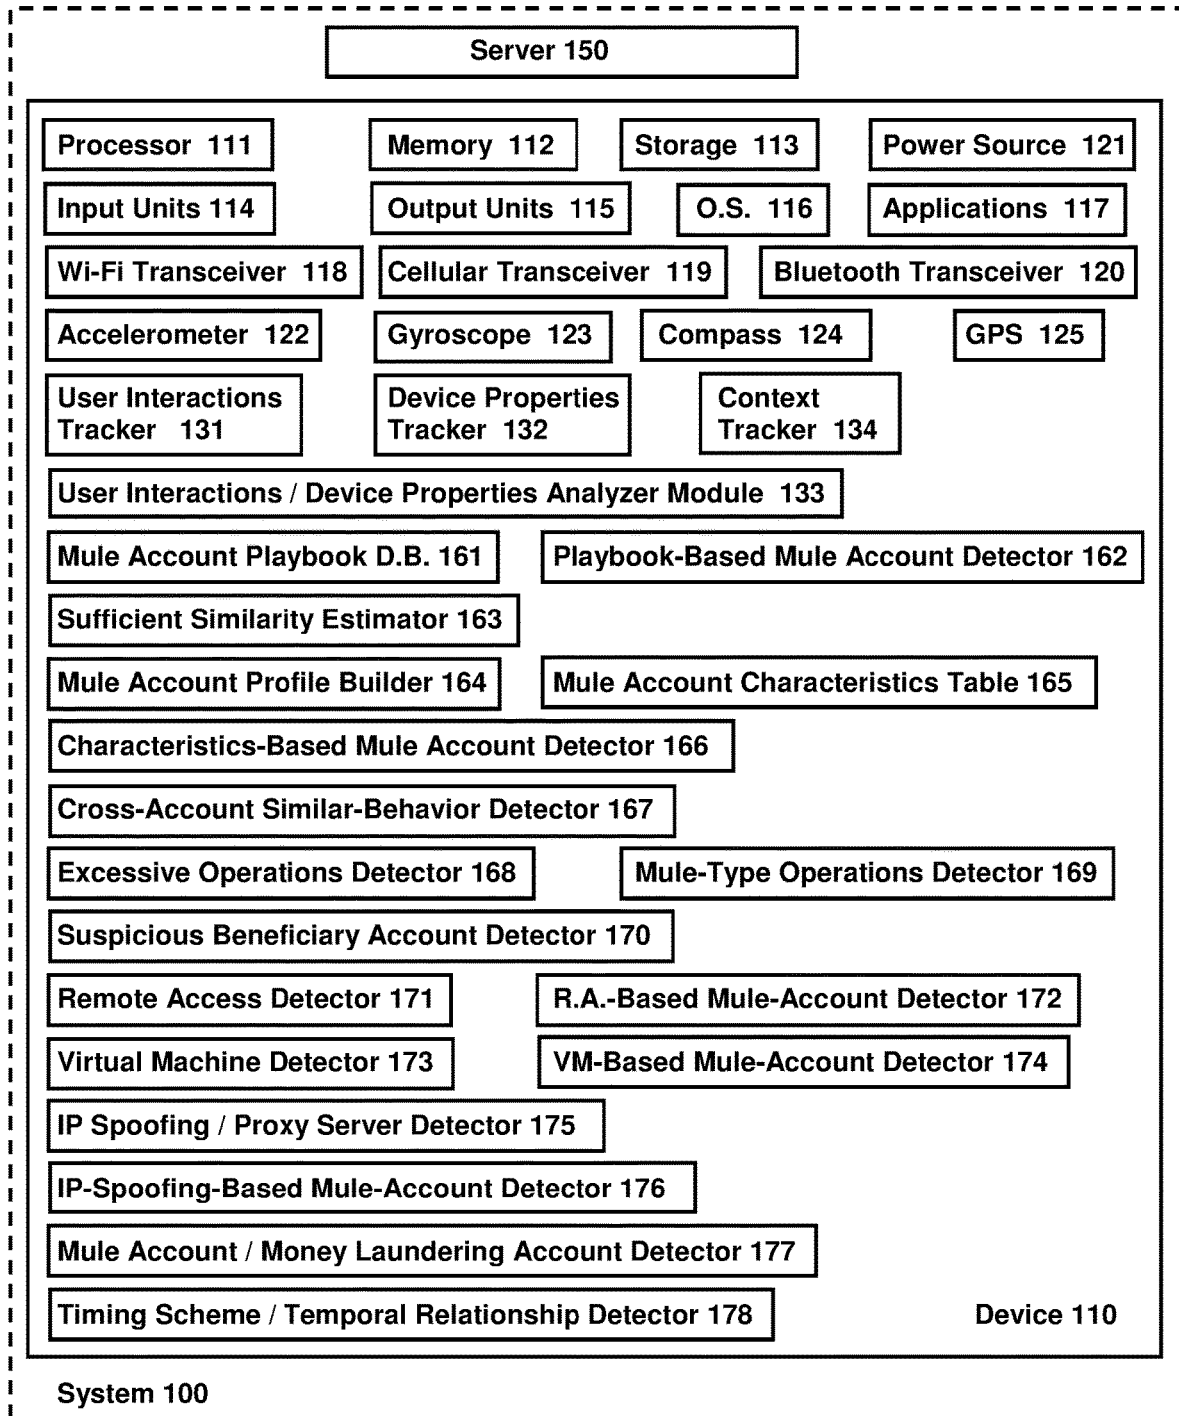 Server 150
Processor 111 Memory 112 Storage 113 Power Source 121
Input Units 114 Output Units 115 O.S. 116 Applications 117
Wi-Fi Transceiver 118 Cellular Transceiver 119 Bluetooth Transceiver 120
Accelerometer 122 Gyroscope 123 Compass 124 GPS 125
User Interactions
Tracker 131
Device Properties
Tracker 132
Context
Tracker 134
User Interactions / Device Properties Analyzer Module 133
Mule Account Playbook D.B. 161 Playbook-Based Mule Account Detector 162
Sufficient Similarity Estimator 163
Mule Account Profile Builder 164 Mule Account Characteristics Table 165
Characteristics-Based Mule Account Detector 166
Cross-Account Similar-Behavior Detector 167
Excessive Operations Detector 168 Mule-Type Operations Detector 169
Suspicious Beneficiary Account Detector 170
Remote Access Detector 171 R.A.-Based Mule-Account Detector 172
Virtual Machine Detector 173 VM-Based Mule-Account Detector 174
IP Spoofing / Proxy Server Detector 175
IP-Spoofing-Based Mule-Account Detector 176
Mule Account / Money Laundering Account Detector 177
Timing Scheme / Temporal Relationship Detector 178 Device 110
System 100